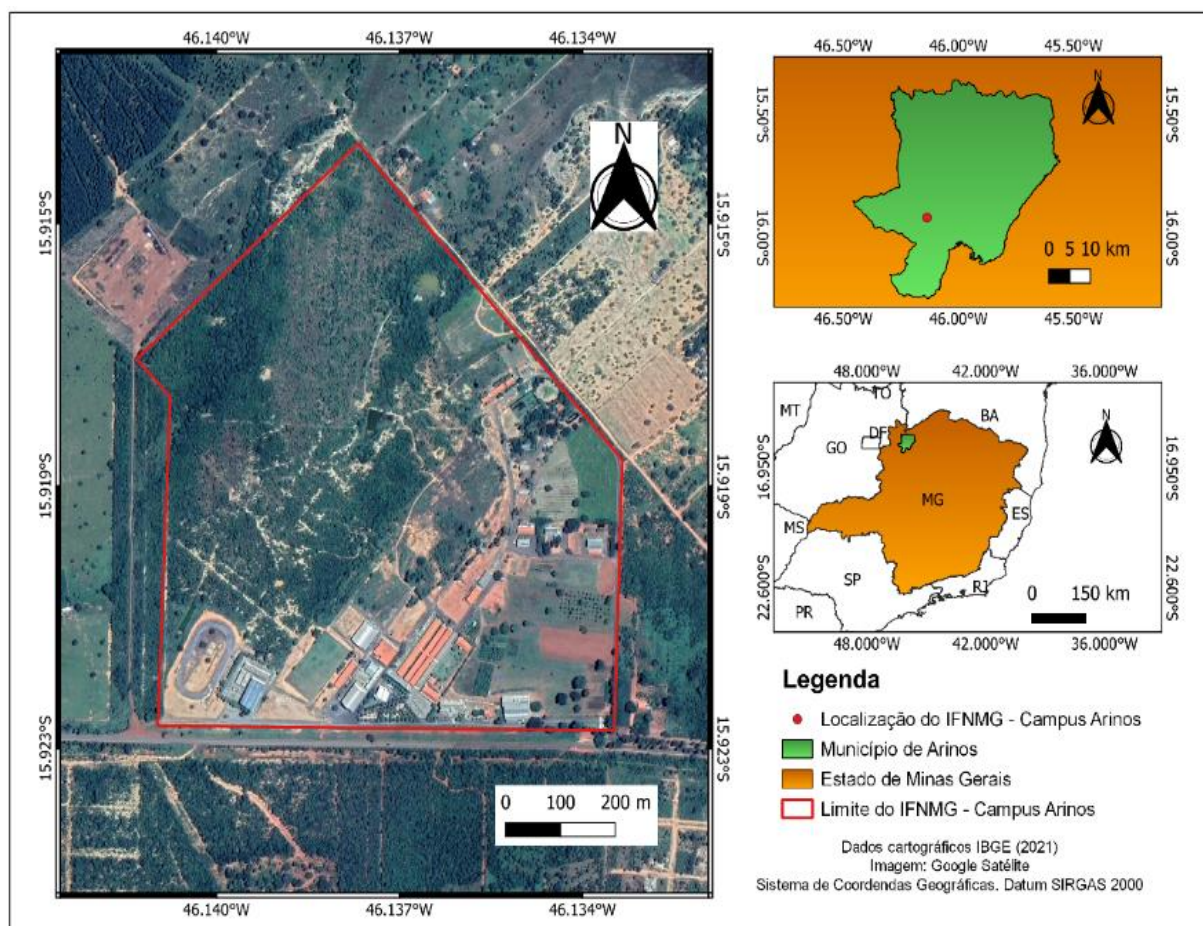 46.140°W 46.137°W 46.134°W
N
15.915°S 15.915°S
15.919°S 15.919°S
15.923°S 15.923°S
0 100 200 m
46.140°W 46.137°W 46.134°W
46.50°W 46.00°W 45.50°W
N
15.50°S 15.50°S
16.00°S 16.00°S
0 5 10 km
46.50°W 46.00°W 45.50°W
48.000°W 42.000°W 36.000°W
TO
MT BA
N
DF
GO
16.950°S 16.950°S
MG
ES
MS
SP
RJ
0 150 km
22.600°S 22.600°S
PR
48.000°W 42.000°W 36.000°W
Legenda
Localização do IFNMG - Campus Arinos
Município de Arinos
Estado de Minas Gerais
Limite do IFNMG - Campus Arinos
Dados cartográficos IBGE (2021)
Imagem: Google Satélite
Sistema de Coordendas Geográficas. Datum SIRGAS 2000